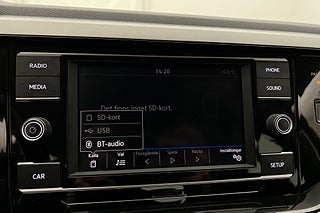 RADIO
MEDIA
CAR
PHONE
SOUND
SETUP
14:20
Det finns inget SD-kort.
SD-kort
USB
BT-audio
Källa Val Föregående Spela Nästa Inställningar